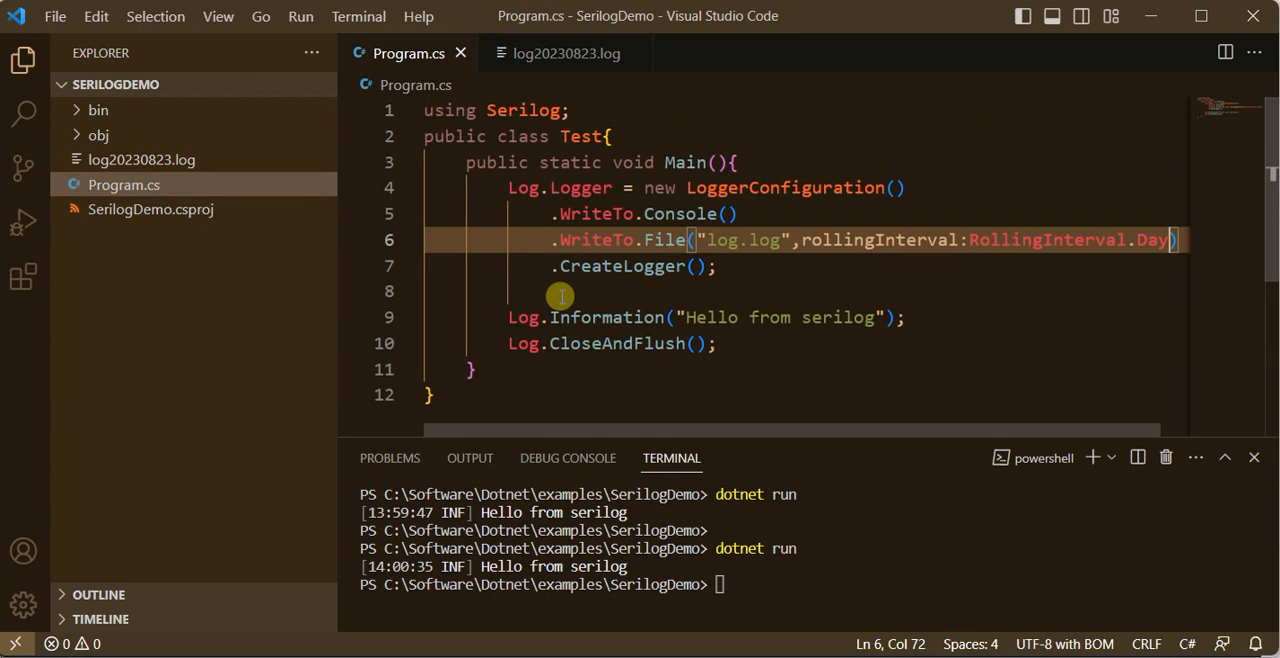 File Edit Selection View Go Run Terminal Help Program.cs - SerilogDemo - Visual Studio Code
EXPLORER
SERILOGDEMO
bin
obj
log20230823.log
Program.cs
SerilogDemo.csproj
OUTLINE
TIMELINE
Program.cs log20230823.log
Program.cs
1 using Serilog;
2 public class Test{
3 public static void Main(){
4 Log.Logger = new LoggerConfiguration()
5 .WriteTo.Console()
6 .WriteTo.File("log.log",rollingInterval:RollingInterval.Day)
7 .CreateLogger();
8
9 Log.Information("Hello from serilog");
10 Log.CloseAndFlush();
11 }
12 }
PROBLEMS OUTPUT DEBUG CONSOLE TERMINAL powershell
PS C:\Software\Dotnet\examples\SerilogDemo> dotnet run
[13:59:47 INF] Hello from serilog
PS C:\Software\Dotnet\examples\SerilogDemo>
PS C:\Software\Dotnet\examples\SerilogDemo> dotnet run
[14:00:35 INF] Hello from serilog
PS C:\Software\Dotnet\examples\SerilogDemo>
0 0 Ln 6, Col 72 Spaces: 4 UTF-8 with BOM CRLF C#